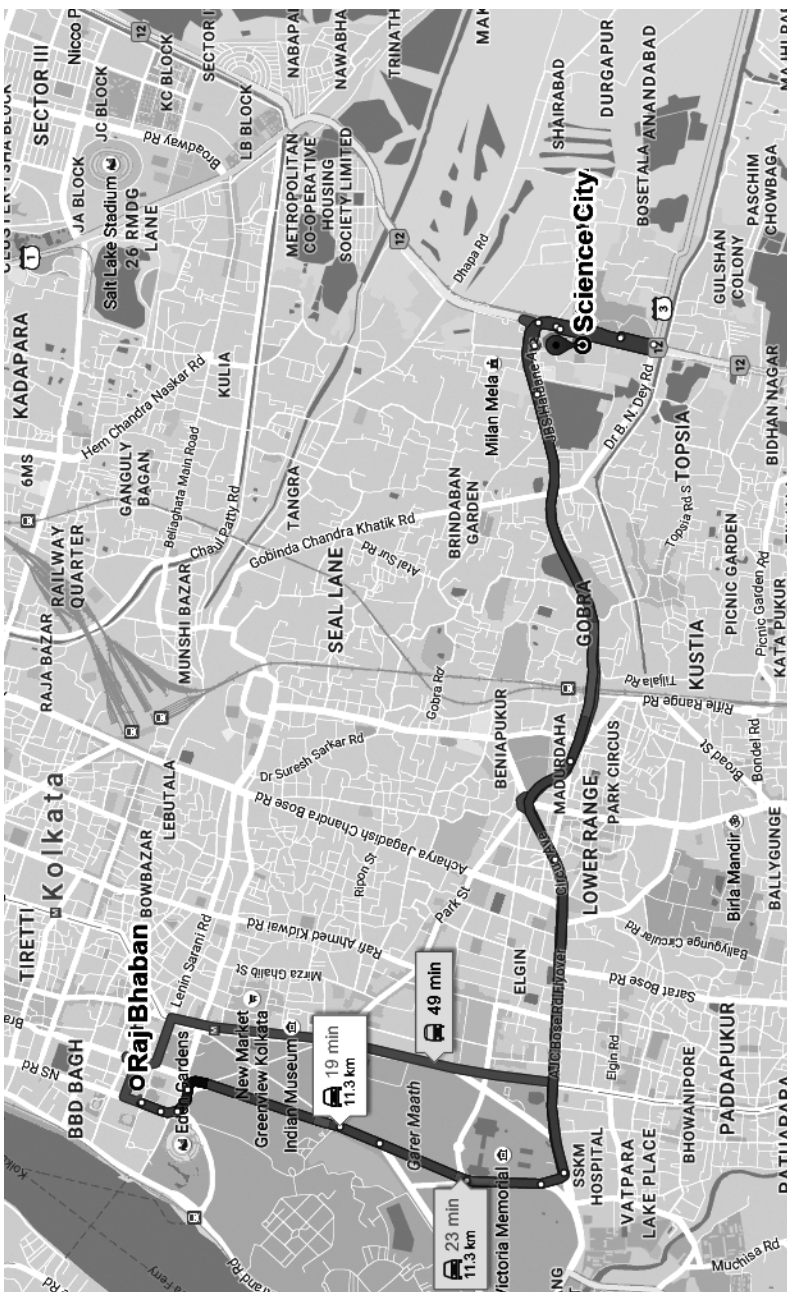 BBD BAGH
NS Rd
TIRETTI
RAJA BAZAR
6MS
KADAPARA
SECTOR III
Kolkata
RAILWAY
QUARTER
1
JA BLOCK
JC BLOCK
Nicco P
Raj Bhaban
BOWBAZAR
LEBUTALA
GANGULY
BAGAN
Hem Chandra Naskar Rd
Salt Lake Stadium
26 RMDG
LANE
KC BLOCK
12
Eden Gardens
Lenin Sarani Rd
MUNSHI BAZAR
Beliaghata Main Road
Chaul Patty Rd
KULIA
Broadway Rd
LB BLOCK
New Market
Greenview Kolkata
Indian Museum
Mirza Ghalib St
Rafi Ahmed Kidwai Rd
Acharya Jagadish Chandra Bose Rd
Dr Suresh Sarkar Rd
Gobinda Chandra Khatik Rd
TANGRA
METROPOLITAN
CO-OPERATIVE
HOUSING
SOCIETY LIMITED
19 min
11.3 km
Ripon St
SEAL LANE
Atal Sur Rd
12
Garer Maath
49 min
Park St
Gobra Rd
BRINDABAN
GARDEN
Dhapa Rd
23 min
11.3 km
Victoria Memorial
ELGIN
BENIAPUKUR
Milan Mela
AJC Bose Rd Flyover
Circus Ave
MADURDAHA
GOBRA
JBS Haldane A
Science City
SHAIRABAD
DURGAPUR
SSKM
HOSPITAL
LOWER RANGE
PARK CIRCUS
Elgin Rd
Dr B. N. Dey Rd
12
3
BOSETALA
ANANDABAD
VATPARA
LAKE PLACE
Ballygunge Circular Rd
Tiljala Rd
TOPSIA
Topsia Rd S
BHOWANIPORE
Sarat Bose Rd
KUSTIA
Rifle Range Rd
GULSHAN
COLONY
PADDAPUKUR
Birla Mandir
Broad St
PICNIC GARDEN
12
PASCHIM
CHOWBAGA
Muchisa Rd
Bondel Rd
Picnic Garden Rd
BIDHAN NAGAR
BALLYGUNGE
KATA PUKUR